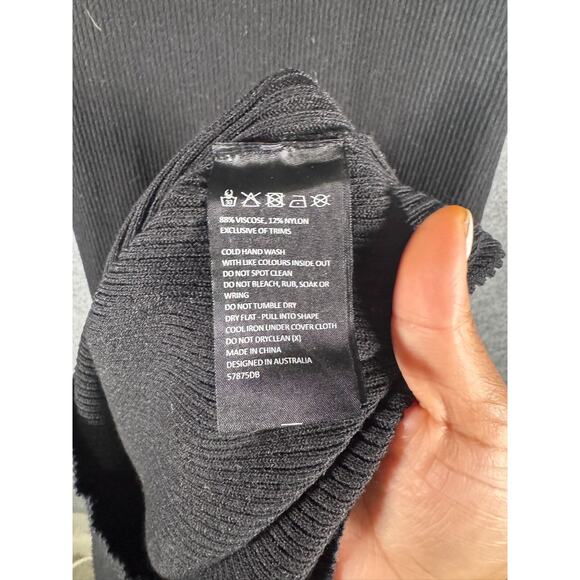 30
88% VISCOSE, 12% NYLON
EXCLUSIVE OF TRIMS
COLD HAND WASH
WITH LIKE COLOURS INSIDE OUT
DO NOT SPOT CLEAN
DO NOT BLEACH, RUB, SOAK OR
WRING
DO NOT TUMBLE DRY
DRY FLAT - PULL INTO SHAPE
COOL IRON UNDER COVER CLOTH
DO NOT DRYCLEAN (X)
MADE IN CHINA
DESIGNED IN AUSTRALIA
57875DB